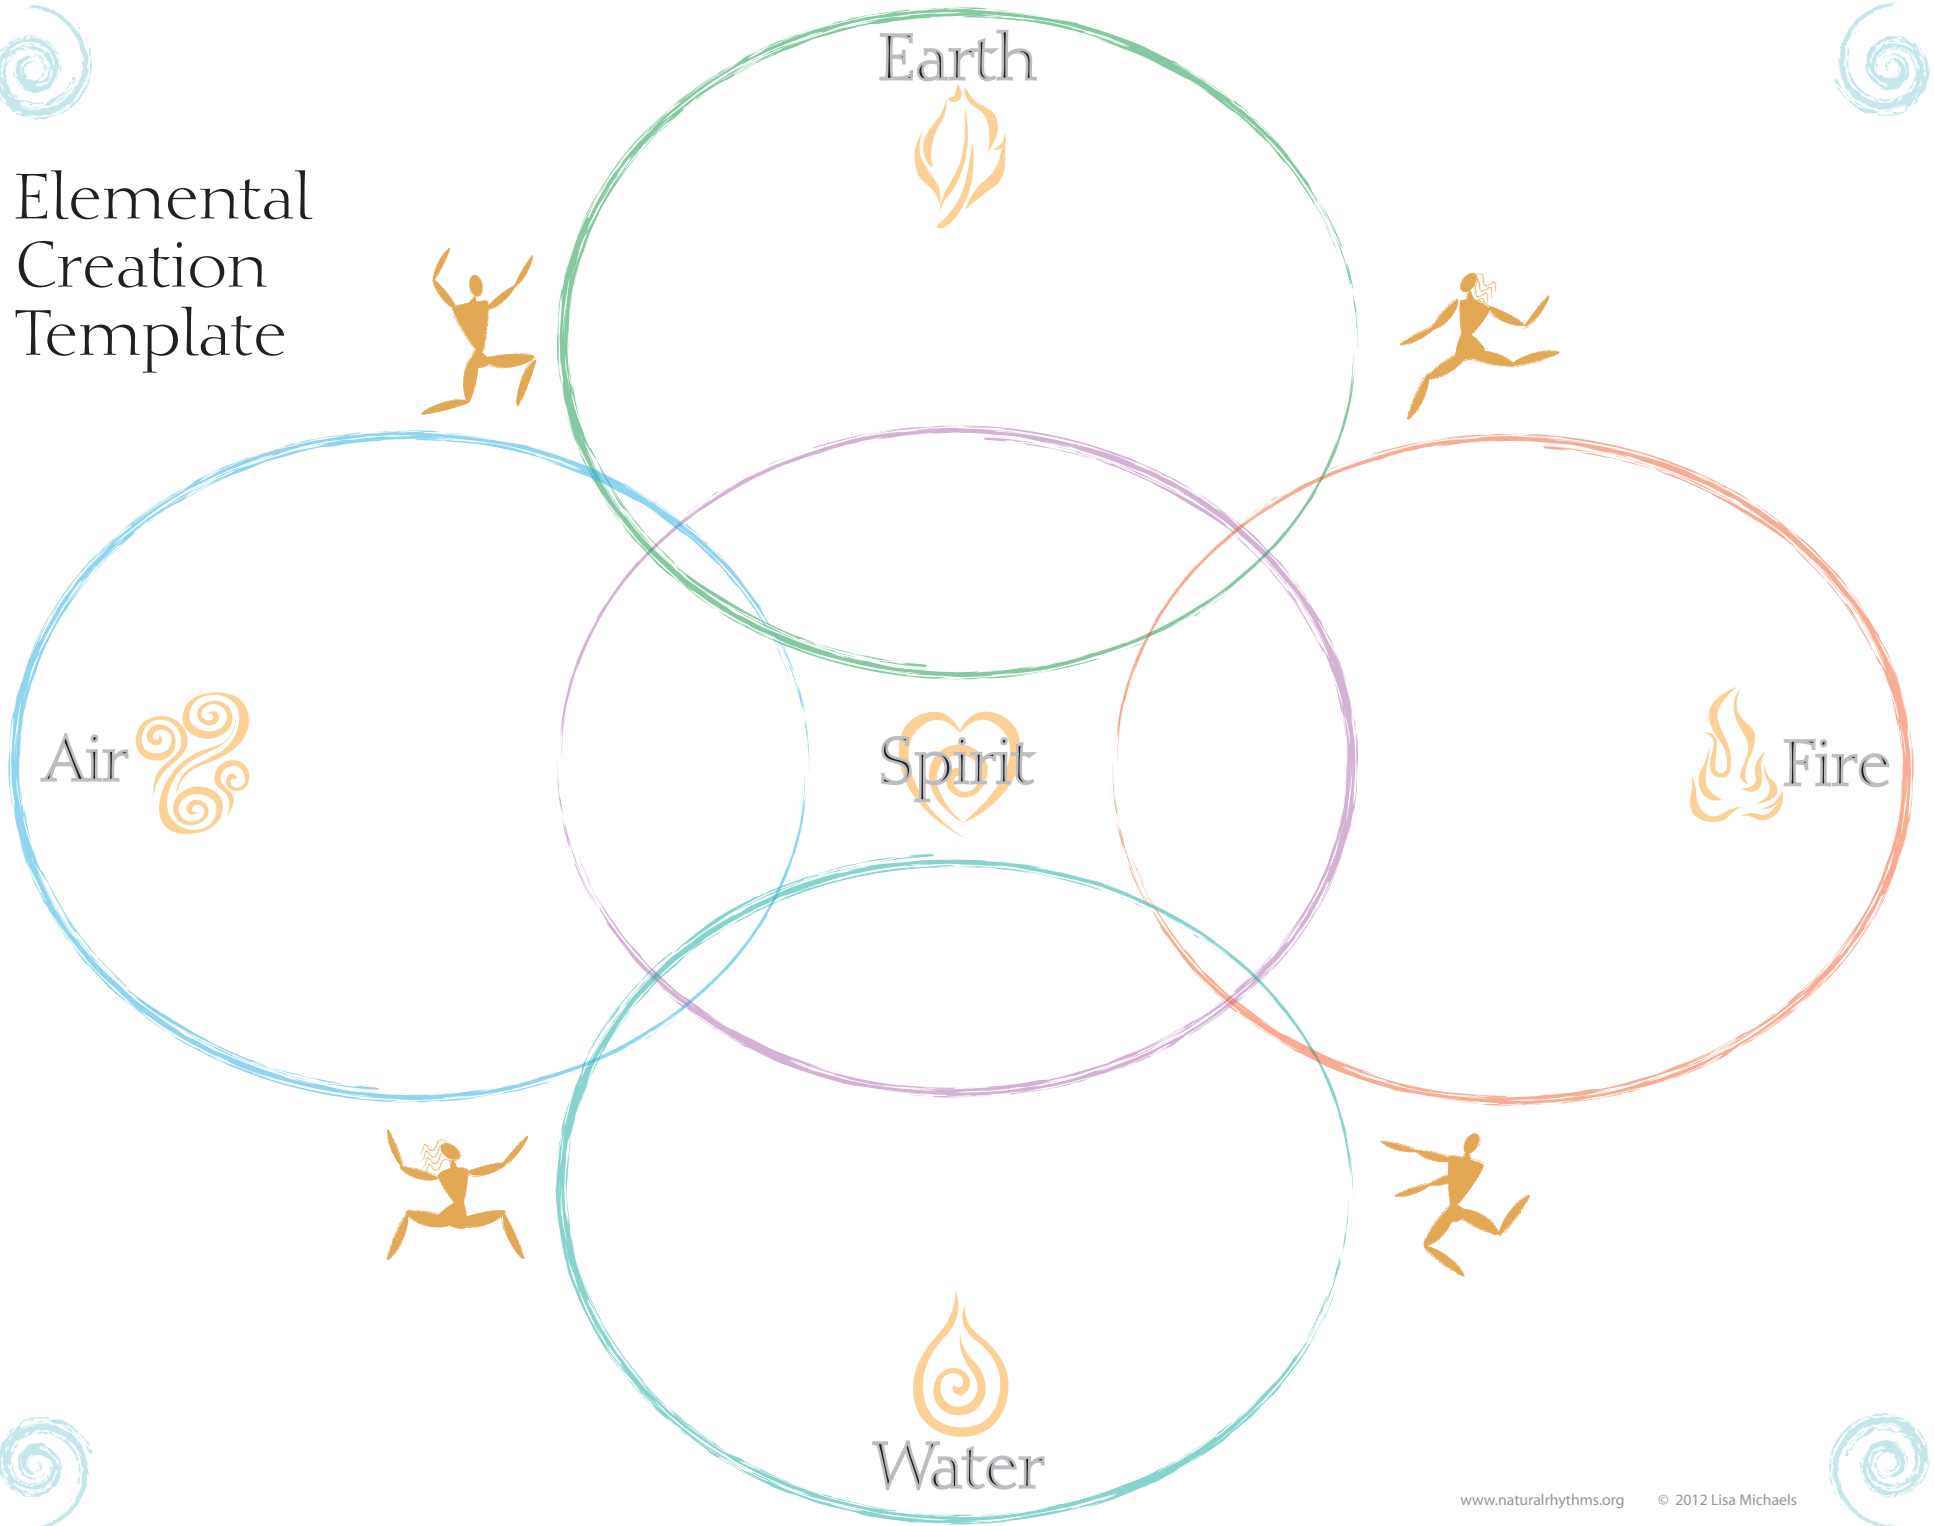 Earth
Elemental
Creation
Template
Air
Spirit
Fire
Water
www.naturalrhythms.org © 2012 Lisa Michaels